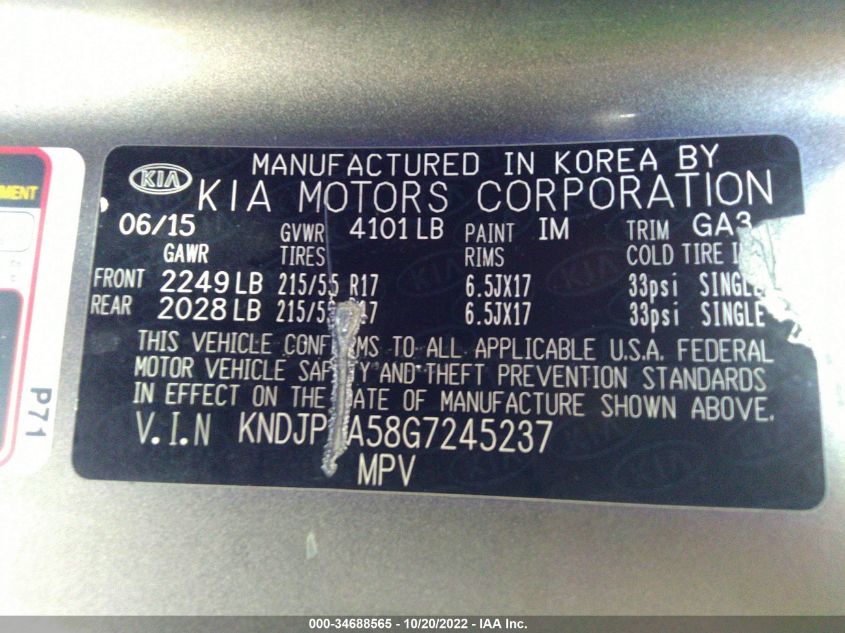 MENT
P71
KIA
MANUFACTURED IN KOREA BY
KIA MOTORS CORPORATION
06/15 GVWR 4101 LB PAINT IM TRIM GA3
GAWR TIRES RIMS COLD TIRE
FRONT 2249 LB 215/55 R17 6.5JX17 33psi SINGLE
REAR 2028 LB 6.5JX17 33psi SINGLE
THIS VEHICLE TO ALL APPLICABLE U.S.A. FEDERAL
MOTOR VEHICLE AND THEFT PREVENTION STANDARDS
IN EFFECT ON THE OF MANUFACTURE SHOWN ABOVE.
V.I.N KNDJP A58G7245237
MPV
000-34688565 - 10/20/2022 - IAA Inc.